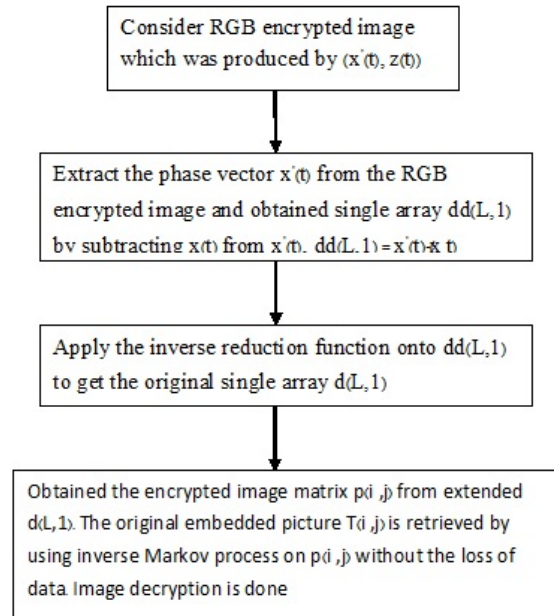 Consider RGB encrypted image
which was produced by (x'(t), z(t))
Extract the phase vector x'(t) from the RGB
encrypted image and obtained single array dd(L,1)
by subtracting x(t) from x'(t). dd(L,1)=x'(t)-x(t)
Apply the inverse reduction function onto dd(L,1)
to get the original single array d(L,1)
Obtained the encrypted image matrix p(i ,j) from extended
d(L,1). The original embedded picture T(i ,j) is retrieved by
using inverse Markov process on p(i ,j) without the loss of
data. Image decryption is done